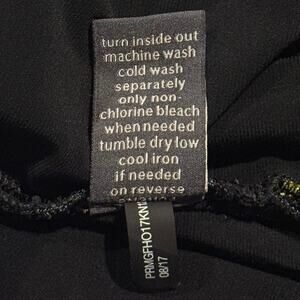 turn inside out
machine wash
cold wash
separately
only non-
chlorine bleach
when needed
tumble dry low
cool iron
if needed
on reverse
08/17